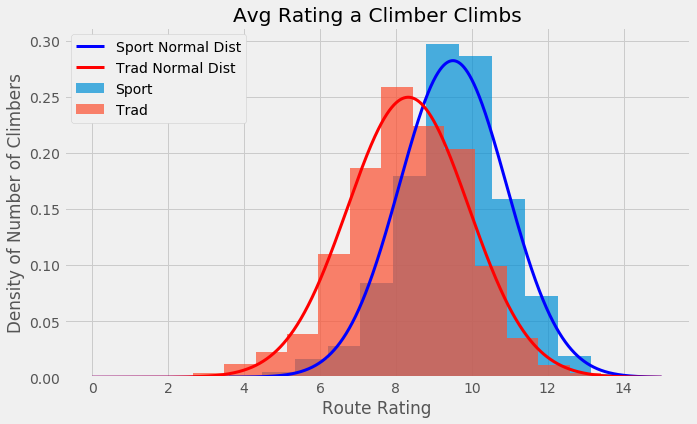 Avg Rating a Climber Climbs
Sport Normal Dist
Trad Normal Dist
Sport
Trad
Density of Number of Climbers
0.30
0.25
0.20
0.15
0.10
0.05
0.00
0 2 4 6 8 10 12 14
Route Rating